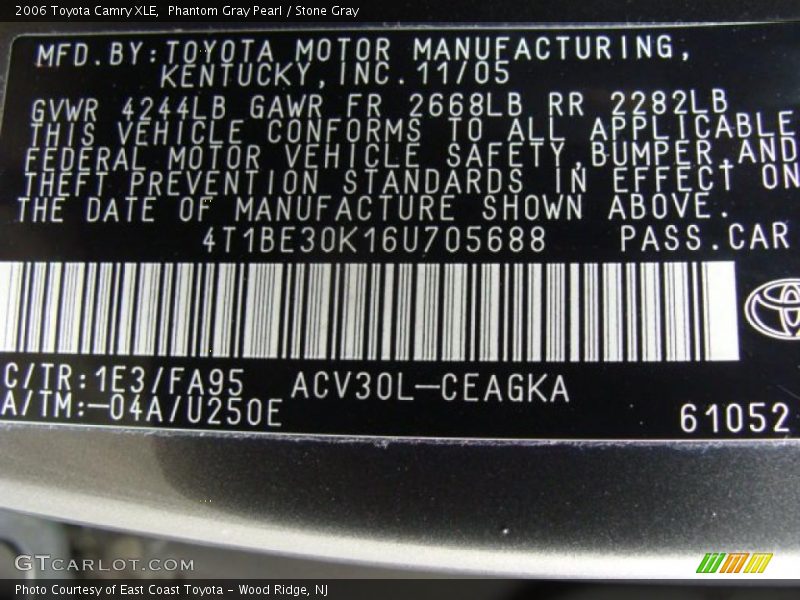 2006 Toyota Camry XLE,  Phantom Gray Pearl / Stone Gray
MFD.BY:TOYOTA MOTOR MANUFACTURING,
KENTUCKY,INC.11/05
GVWR 4244LB GAWR FR 2668LB RR 2282LB
THIS VEHICLE CONFORMS TO ALL APPLICABLE
FEDERAL MOTOR VEHICLE SAFETY,BUMPER,AND
THEFT PREVENTION STANDARDS IN EFFECT ON
THE DATE OF MANUFACTURE SHOWN ABOVE.
4T1BE30K16U705688 PASS.CAR
C/TR:1E3/FA95 ACV30L-CEAGKA
A/TM:-04A/U250E
61052
GTCARLOT.COM
Photo Courtesy of East Coast Toyota - Wood Ridge, NJ